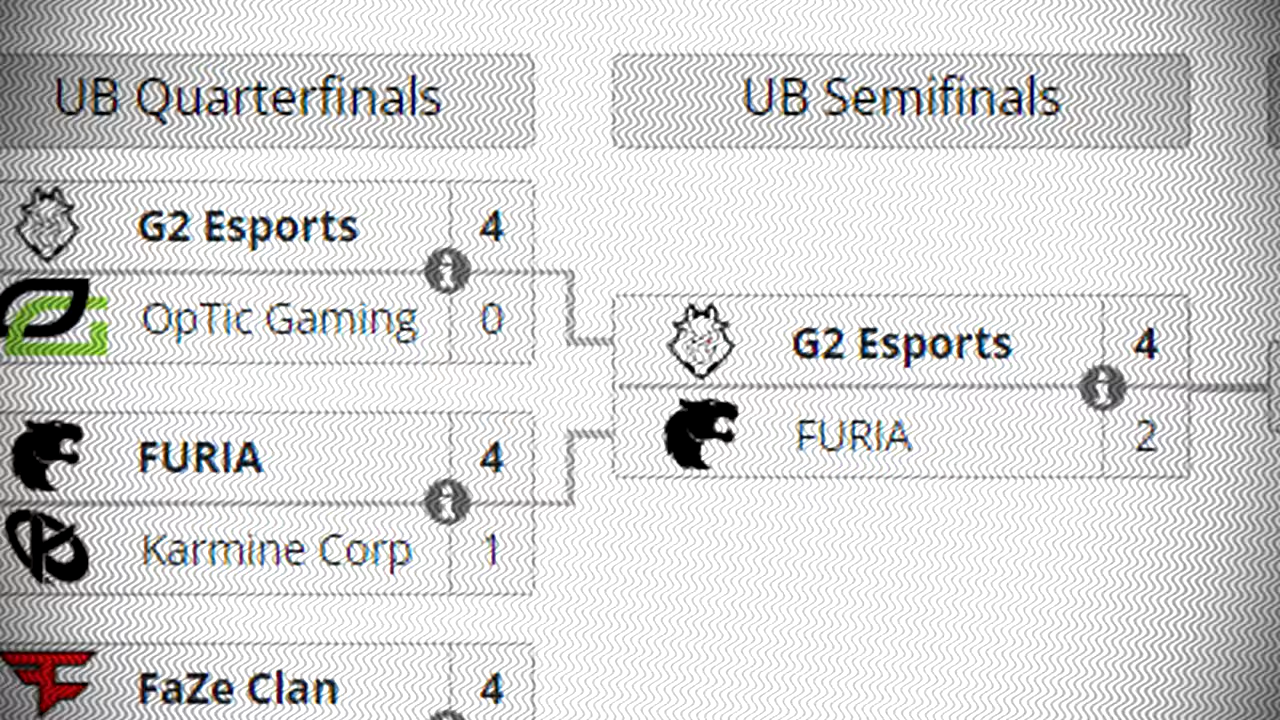 UB Quarterfinals
G2 Esports 4
OpTic Gaming 0
FURIA 4
Karmine Corp 1
FaZe Clan 4
UB Semifinals
G2 Esports 4
FURIA 2